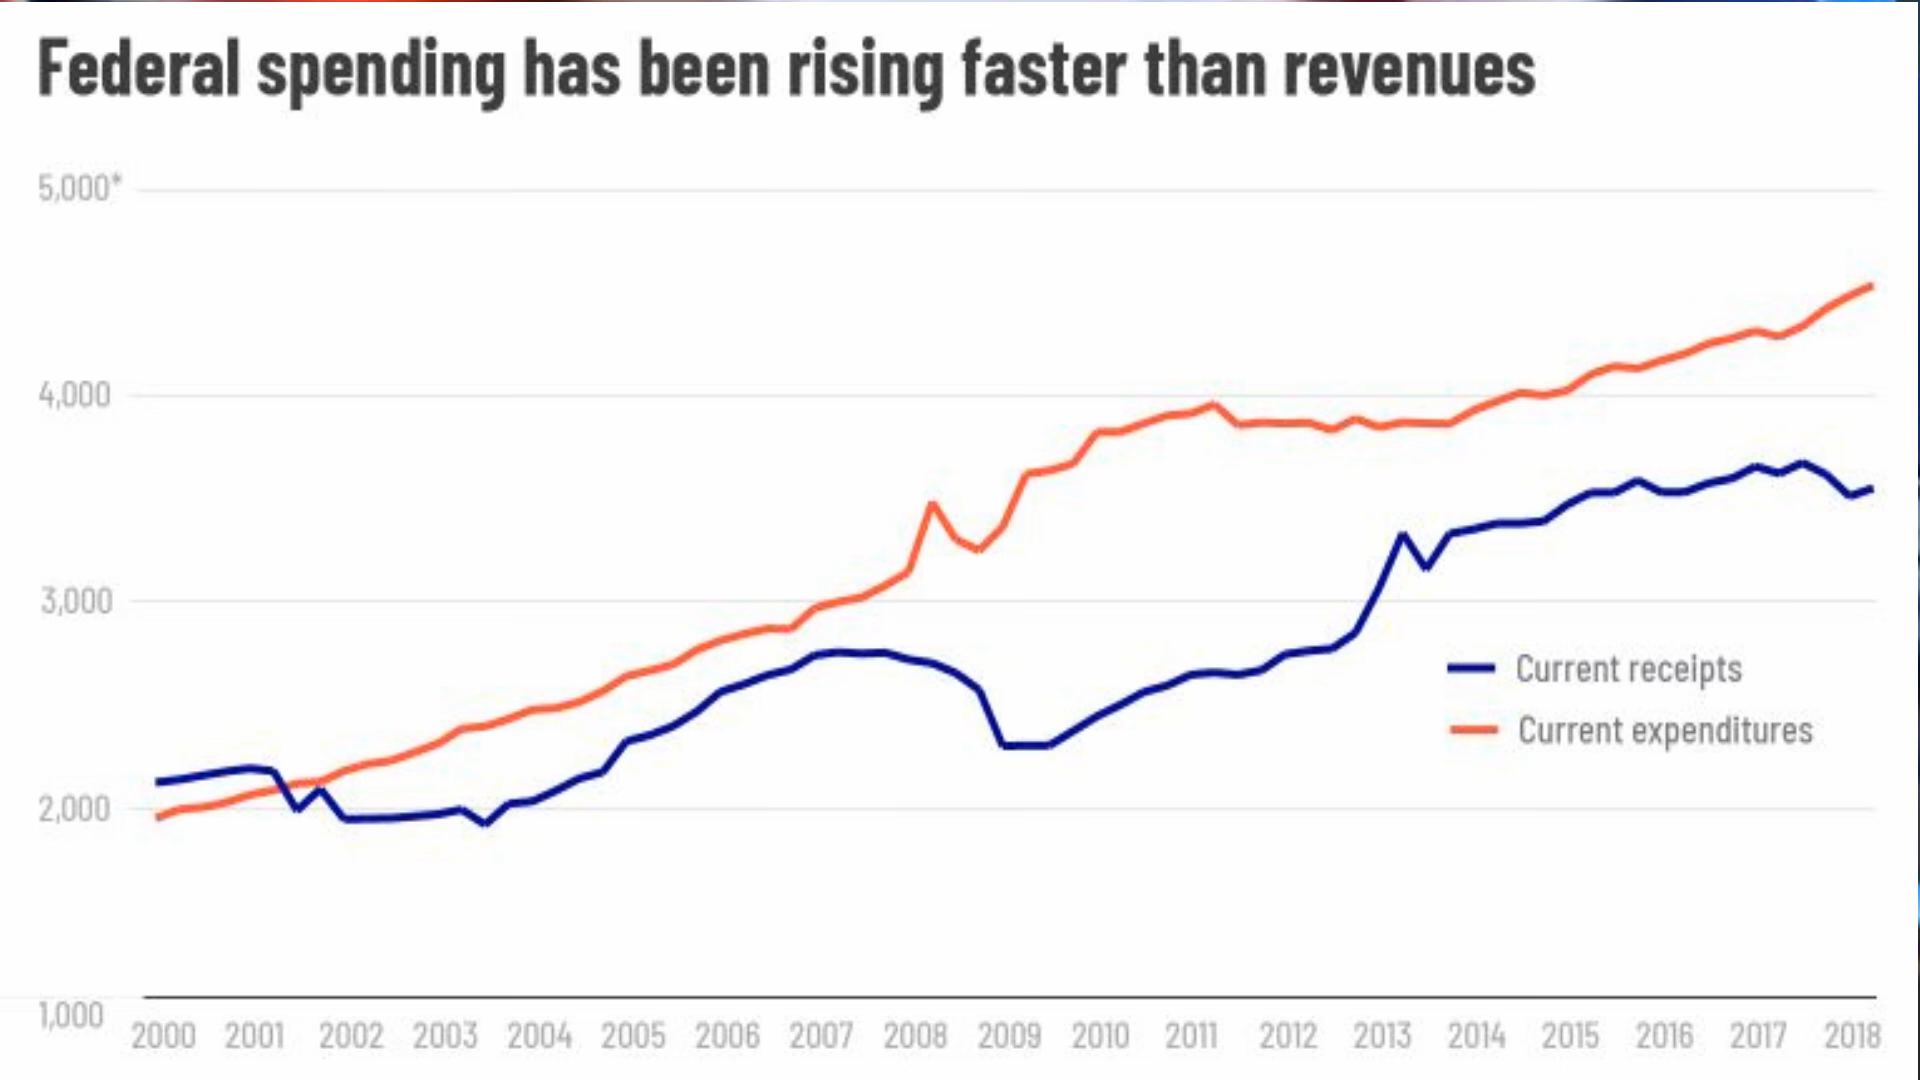 Federal spending has been rising faster than revenues
5,000*
4,000
3,000
Current receipts
Current expenditures
2,000
1,000
2000 2001 2002 2003 2004 2005 2006 2007 2008 2009 2010 2011 2012 2013 2014 2015 2016 2017 2018